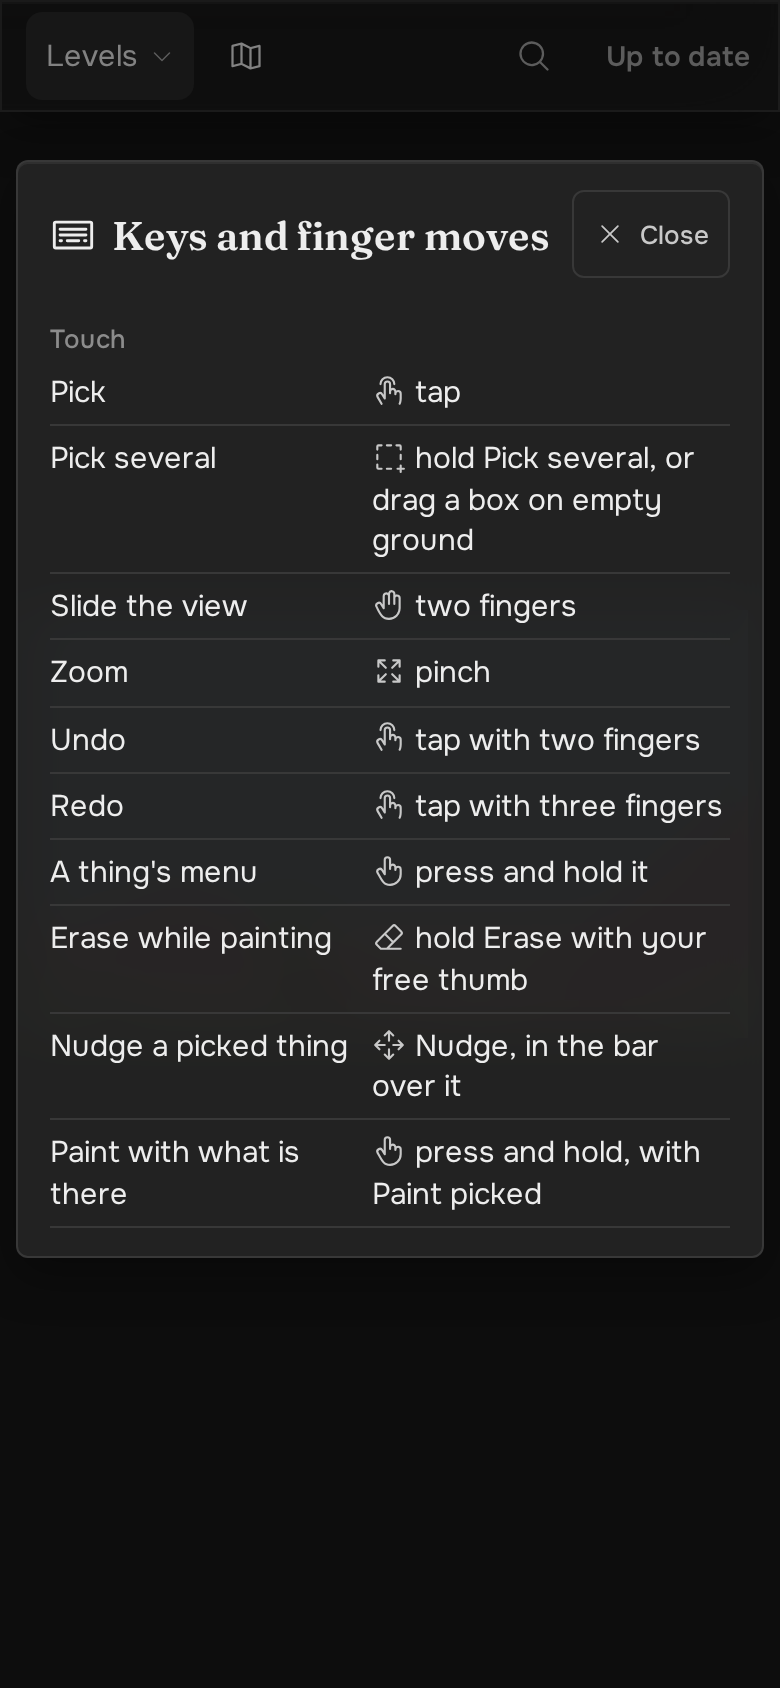 Levels
Up to date
Keys and finger moves
Close
Touch
Pick
tap
Pick several
hold Pick several, or
drag a box on empty
ground
Slide the view
two fingers
Zoom
pinch
Undo
tap with two fingers
Redo
tap with three fingers
A thing's menu
press and hold it
Erase while painting
hold Erase with your
free thumb
Nudge a picked thing
Nudge, in the bar
over it
Paint with what is
there
press and hold, with
Paint picked